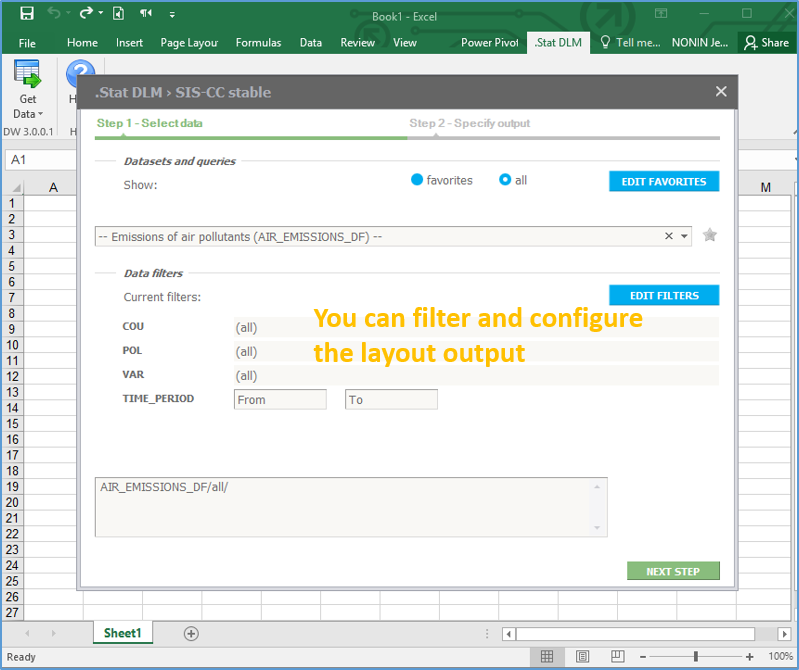 Book1 - Excel
File Home Insert Page Layou Formulas Data Review View Power Pivot .Stat DLM Tell me... NONIN Je... Share
Get
Data
DW 3.0.0.1
H
H
.Stat DLM › SIS-CC stable
A1
Step 1 - Select data Step 2 - Specify output
A M
Datasets and queries
Show: favorites all EDIT FAVORITES
-- Emissions of air pollutants (AIR_EMISSIONS_DF) --
Data filters
Current filters: EDIT FILTERS
You can filter and configure
the layout output
COU (all)
POL (all)
VAR (all)
TIME_PERIOD From To
AIR_EMISSIONS_DF/all/
NEXT STEP
1
2
3
4
5
6
7
8
9
10
11
12
13
14
15
16
17
18
19
20
21
22
23
24
25
26
27
Sheet1
Ready 100%